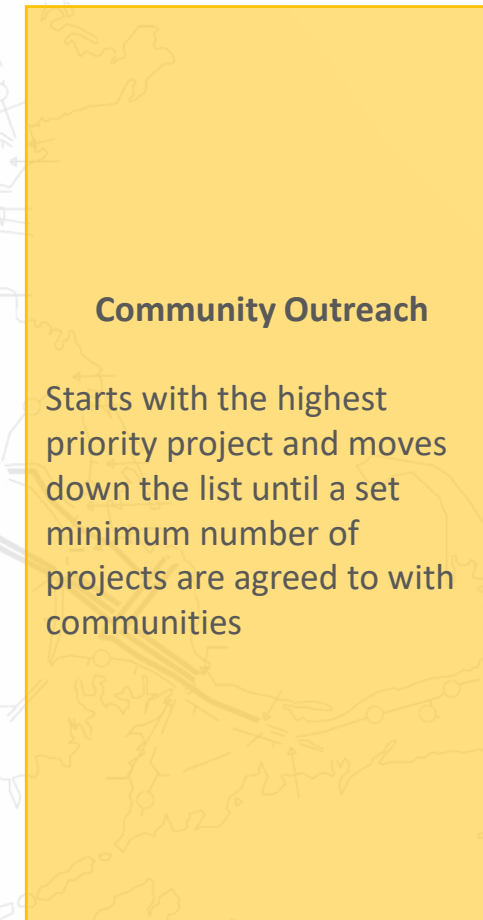 Community Outreach
Starts with the highest
priority project and moves
down the list until a set
minimum number of
projects are agreed to with
communities